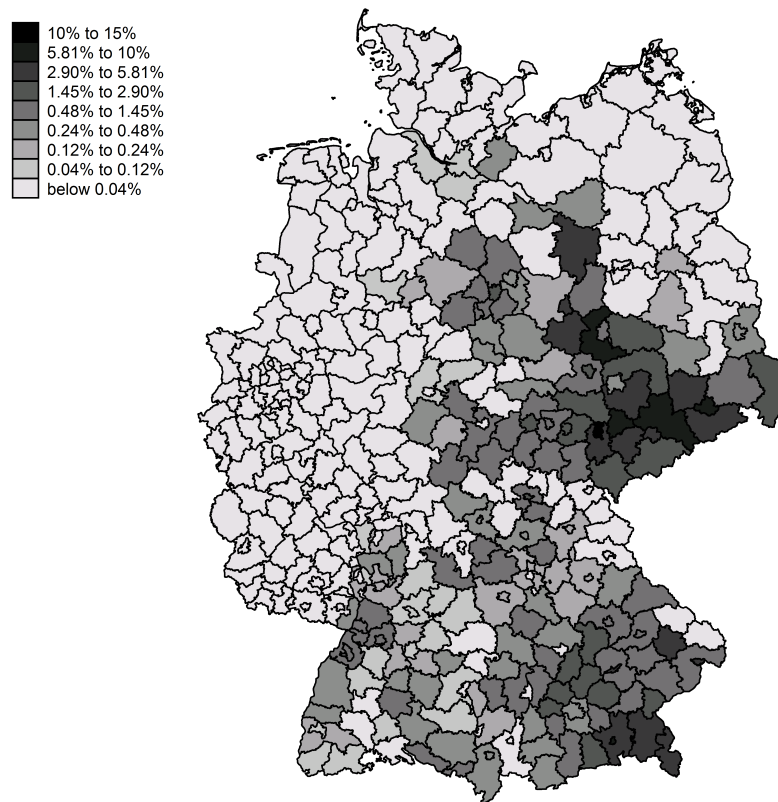 10% to 15%
5.81% to 10%
2.90% to 5.81%
1.45% to 2.90%
0.48% to 1.45%
0.24% to 0.48%
0.12% to 0.24%
0.04% to 0.12%
below 0.04%